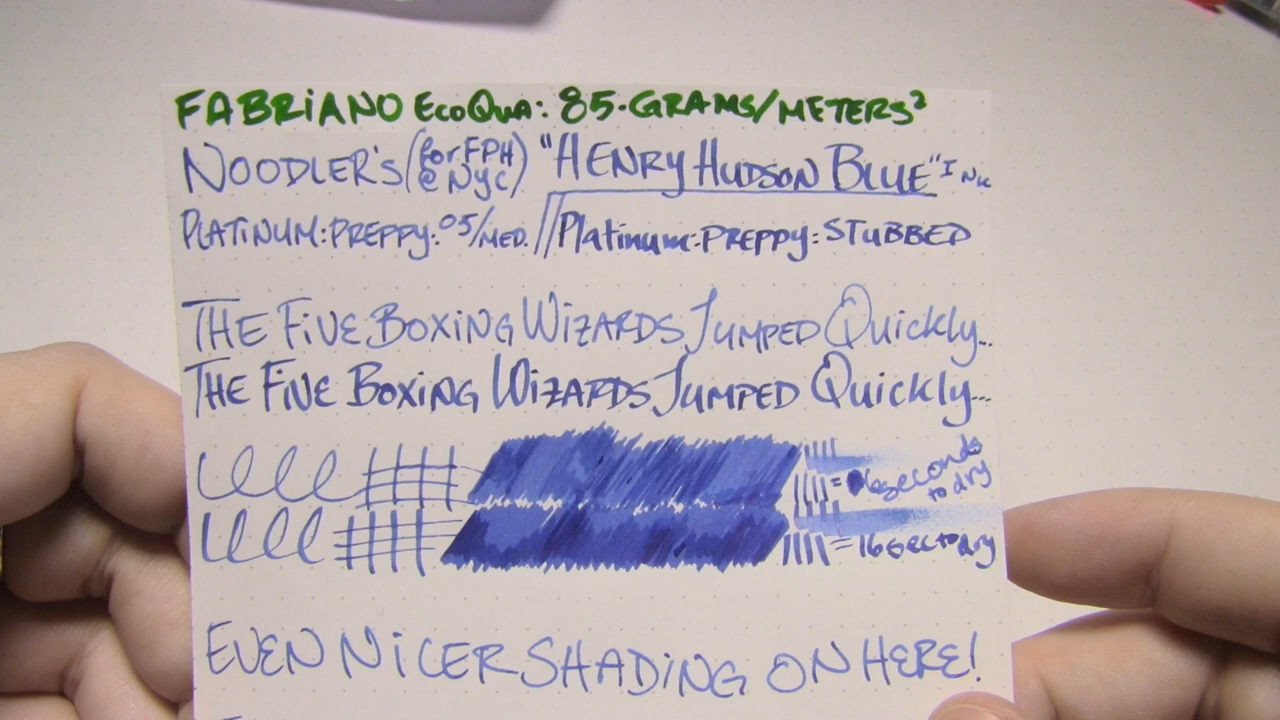 FABRiANO EcoQua: 85-GRAMS/METERS²
NOODLER'S (for FPH @ NYC) "HENRY HUDSON BLUE" INK
PLATiNUM:PREPPY: 05/MED. // Platinum:PREPPY: STUBBED
THE FiVE BOXiNG WiZARDS JUMPED Quickly...
THE FiVE BOXiNG WiZARDS JUMPED Quickly...
= 16 seconds to dry
= 16 sec to dry
EVEN NiCER SHADiNG ON HERE!